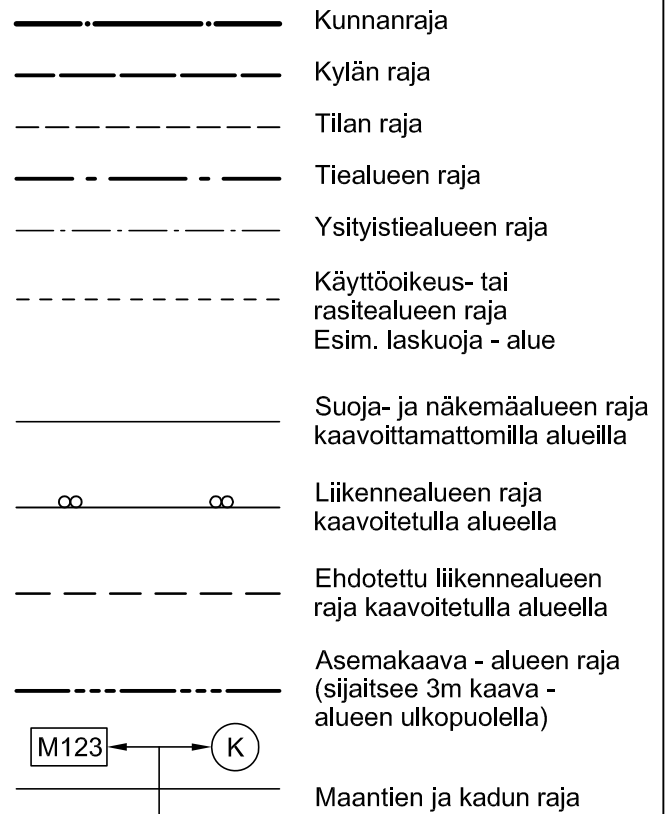 Kunnanraja
Kylän raja
Tilan raja
Tiealueen raja
Ysityistiealueen raja
Käyttöoikeus- tai
rasitealueen raja
Esim. laskuoja - alue
Suoja- ja näkemäalueen raja
kaavoittamattomilla alueilla
Liikennealueen raja
kaavoitetulla alueella
Ehdotettu liikennealueen
raja kaavoitetulla alueella
Asemakaava - alueen raja
(sijaitsee 3m kaava -
alueen ulkopuolella)
M123 K
Maantien ja kadun raja